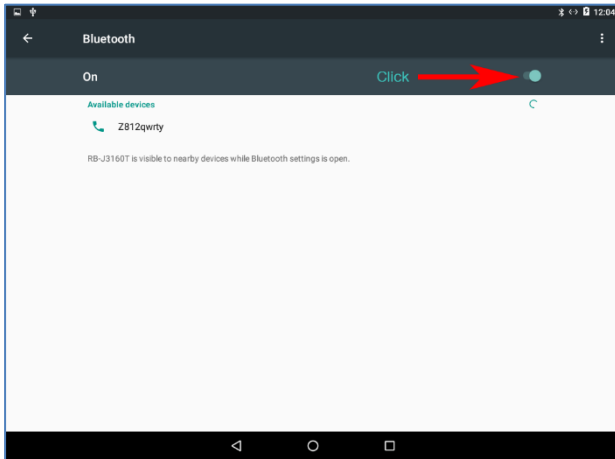 12:04
Bluetooth
On
Click
Available devices
Z812qwrty
RB-J3160T is visible to nearby devices while Bluetooth settings is open.